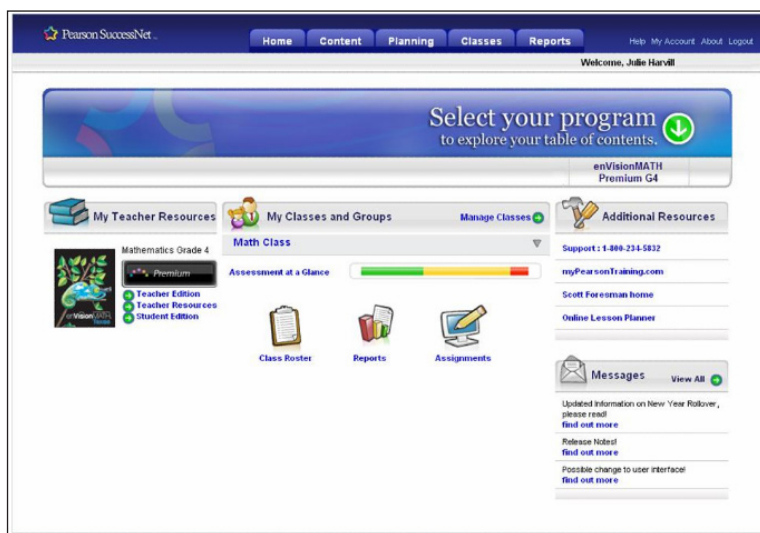 Pearson SuccessNet
Home Content Planning Classes Reports
Help My Account About Logout
Welcome, Julie Harvill
Select your program
to explore your table of contents.
enVisionMATH
Premium G4
My Teacher Resources
Mathematics Grade 4
Premium
Teacher Edition
Teacher Resources
Student Edition
enVisionMATH
My Classes and Groups
Manage Classes
Math Class
Assessment at a Glance
Class Roster
Reports
Assignments
Additional Resources
Support : 1-800-234-5832
myPearsonTraining.com
Scott Foresman home
Online Lesson Planner
Messages
View All
Updated Information on New Year Rollover,
please read!
find out more
Release Notes!
find out more
Possible change to user interface!
find out more